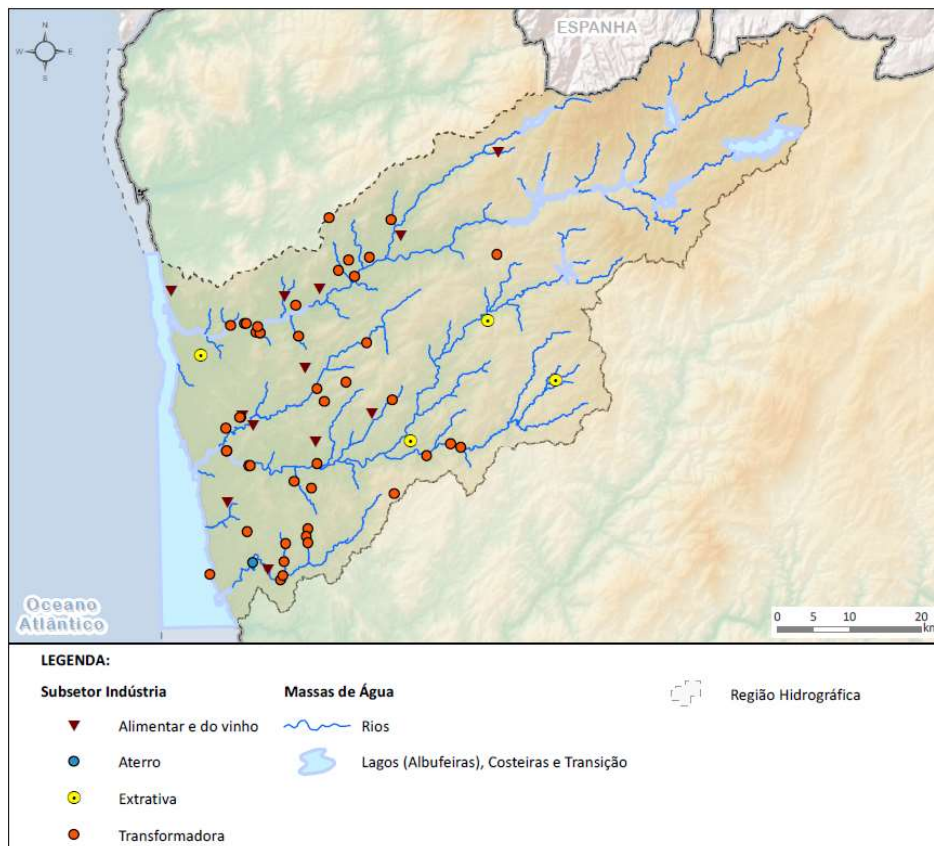 N
W E
S
ESPANHA
Oceano
Atlântico
0 5 10 20
km
LEGENDA:
Subsetor Indústria
Massas de Água
Região Hidrográfica
Alimentar e do vinho
Rios
Aterro
Lagos (Albufeiras), Costeiras e Transição
Extrativa
Transformadora